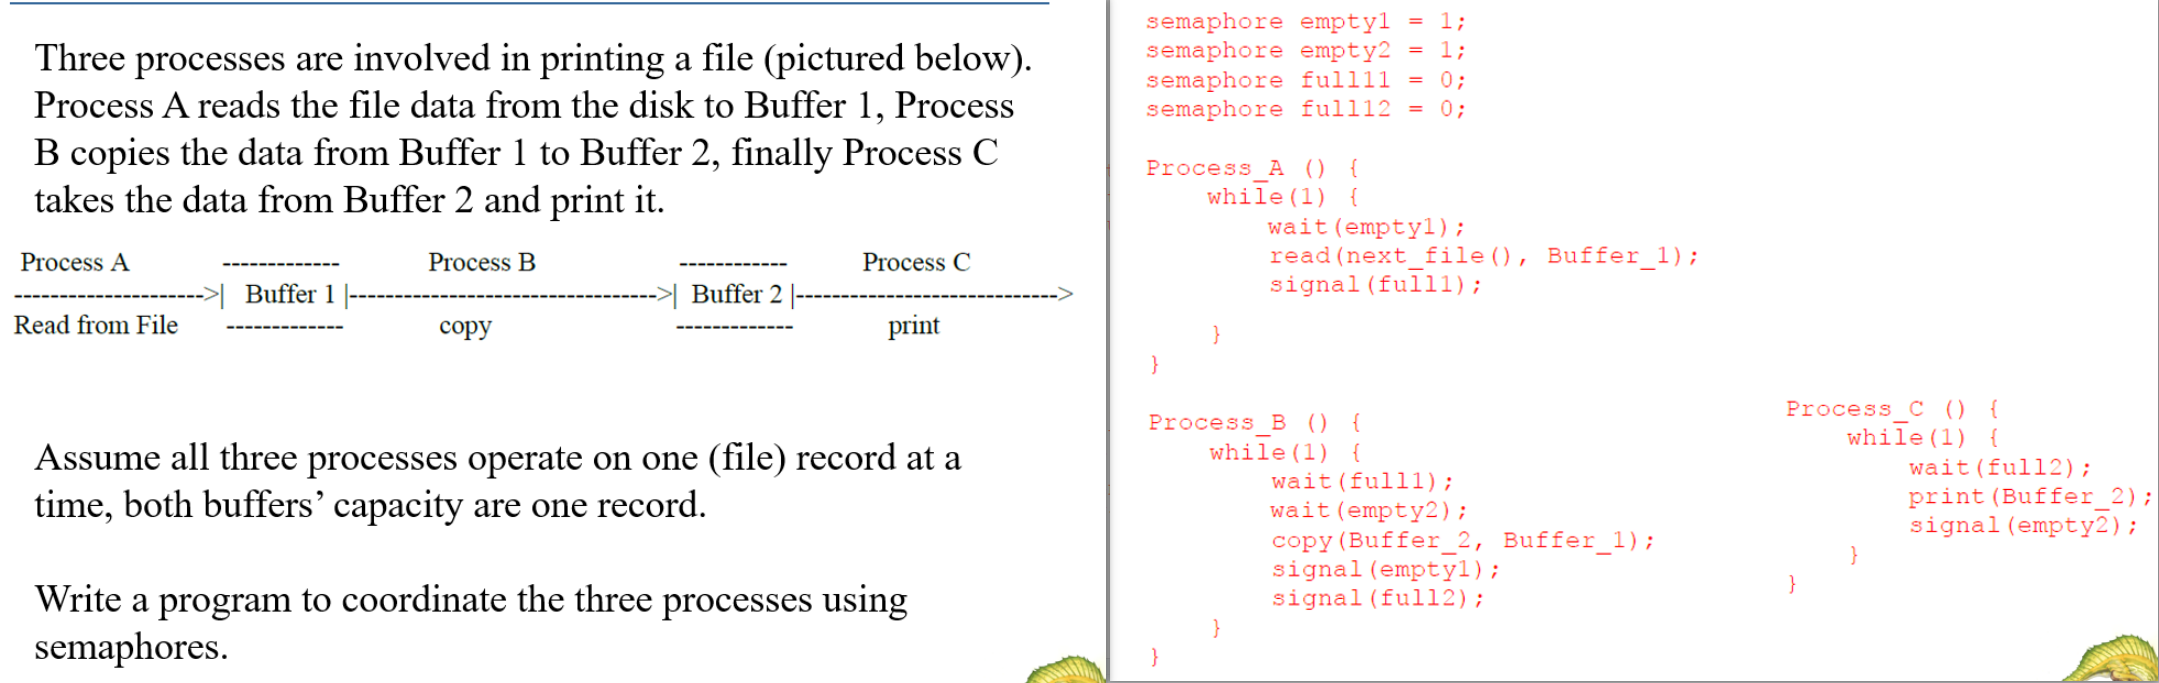 Three processes are involved in printing a file (pictured below).
Process A reads the file data from the disk to Buffer 1, Process
B copies the data from Buffer 1 to Buffer 2, finally Process C
takes the data from Buffer 2 and print it.
Process A ------------- Process B ------------ Process C
--------------------->| Buffer 1 |---------------------------------->| Buffer 2 |----------------------------->
Read from File ------------- copy ------------- print
Assume all three processes operate on one (file) record at a
time, both buffers’ capacity are one record.
Write a program to coordinate the three processes using
semaphores.
semaphore empty1 = 1;
semaphore empty2 = 1;
semaphore full11 = 0;
semaphore full12 = 0;
Process_A () {
while(1) {
wait(empty1);
read(next_file(), Buffer_1);
signal(full1);
}
}
Process_B () {
while(1) {
wait(full1);
wait(empty2);
copy(Buffer_2, Buffer_1);
signal(empty1);
signal(full2);
}
}
Process_C () {
while(1) {
wait(full2);
print(Buffer_2);
signal(empty2);
}
}